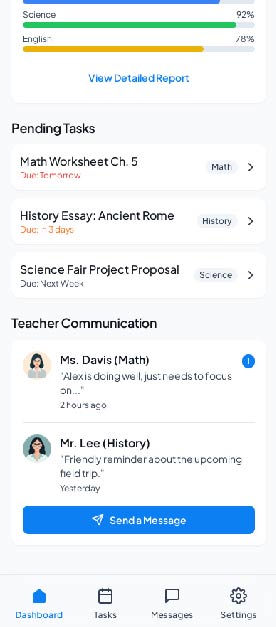 Science 92%
English 78%
View Detailed Report
Pending Tasks
Math Worksheet Ch. 5
Due: Tomorrow
Math
History Essay: Ancient Rome
Due: in 3 days
History
Science Fair Project Proposal
Due: Next Week
Science
Teacher Communication
Ms. Davis (Math)
1
"Alex is doing well, just needs to focus
on..."
2 hours ago
Mr. Lee (History)
"Friendly reminder about the upcoming
field trip."
Yesterday
Send a Message
Dashboard Tasks Messages Settings